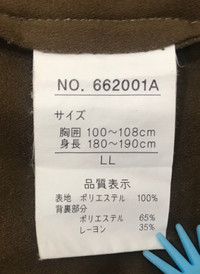 NO. 662001A
サイズ
胸囲 100～108cm
身長 180～190cm
LL
品質表示
表地 ポリエステル 100%
背裏部分
ポリエステル 65%
レーヨン 35%